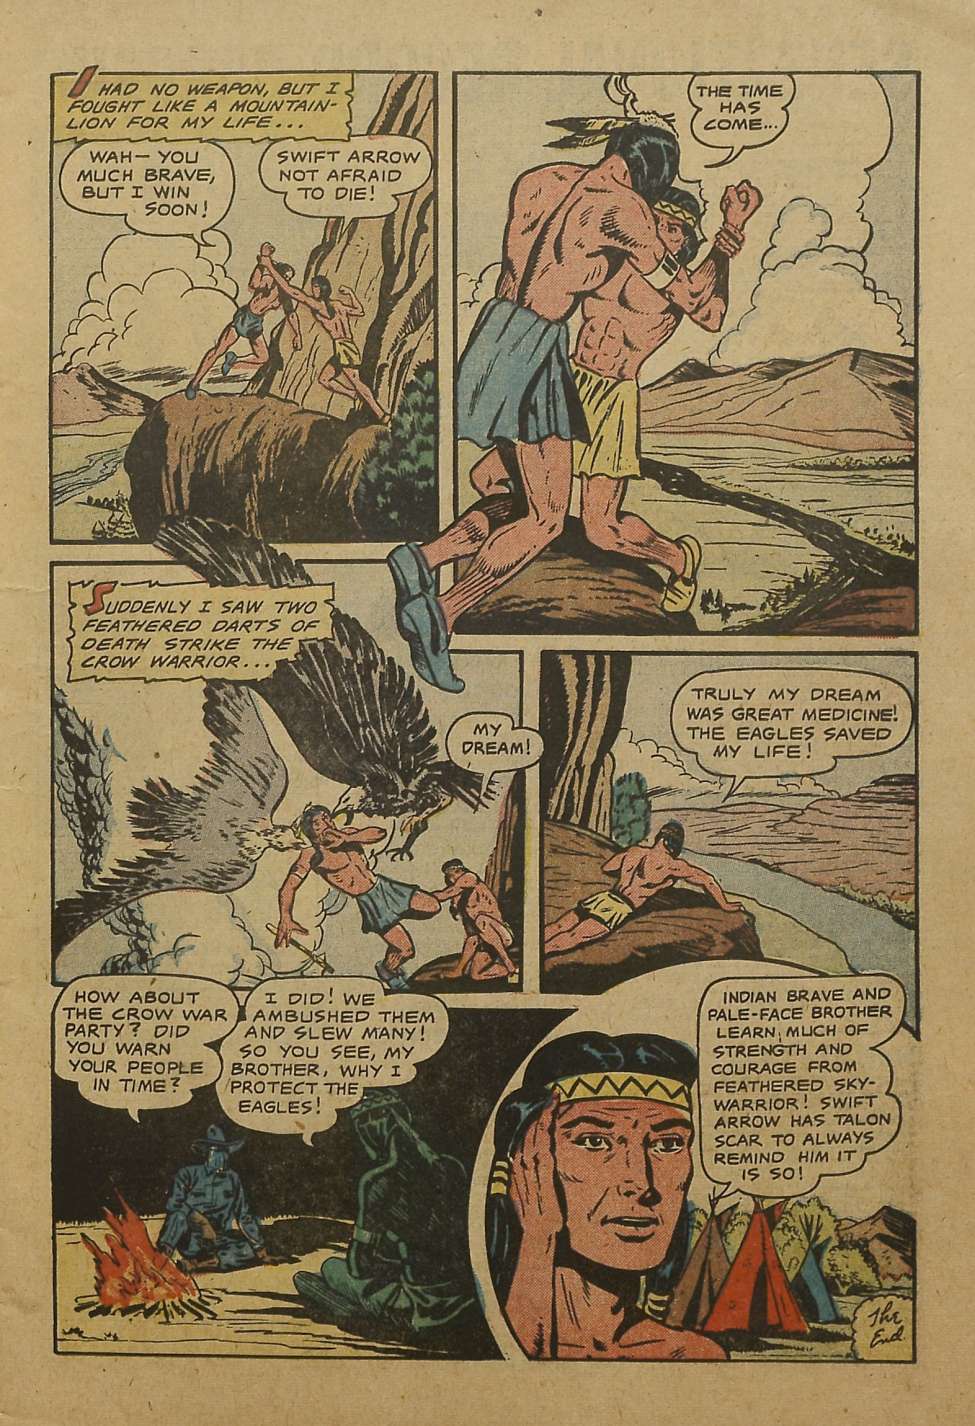 I HAD NO WEAPON, BUT I
FOUGHT LIKE A MOUNTAIN-
LION FOR MY LIFE...
WAH— YOU
MUCH BRAVE,
BUT I WIN
SOON!
SWIFT ARROW
NOT AFRAID
TO DIE!
THE TIME
HAS
COME...
SUDDENLY I SAW TWO
FEATHERED DARTS OF
DEATH STRIKE THE
CROW WARRIOR...
MY
DREAM!
TRULY MY DREAM
WAS GREAT MEDICINE!
THE EAGLES SAVED
MY LIFE!
HOW ABOUT
THE CROW WAR
PARTY? DID
YOU WARN
YOUR PEOPLE
IN TIME?
I DID! WE
AMBUSHED THEM
AND SLEW MANY!
SO YOU SEE, MY
BROTHER, WHY I
PROTECT THE
EAGLES!
INDIAN BRAVE AND
PALE-FACE BROTHER
LEARN MUCH OF
STRENGTH AND
COURAGE FROM
FEATHERED SKY-
WARRIOR! SWIFT
ARROW HAS TALON
SCAR TO ALWAYS
REMIND HIM IT
IS SO!
The
End.